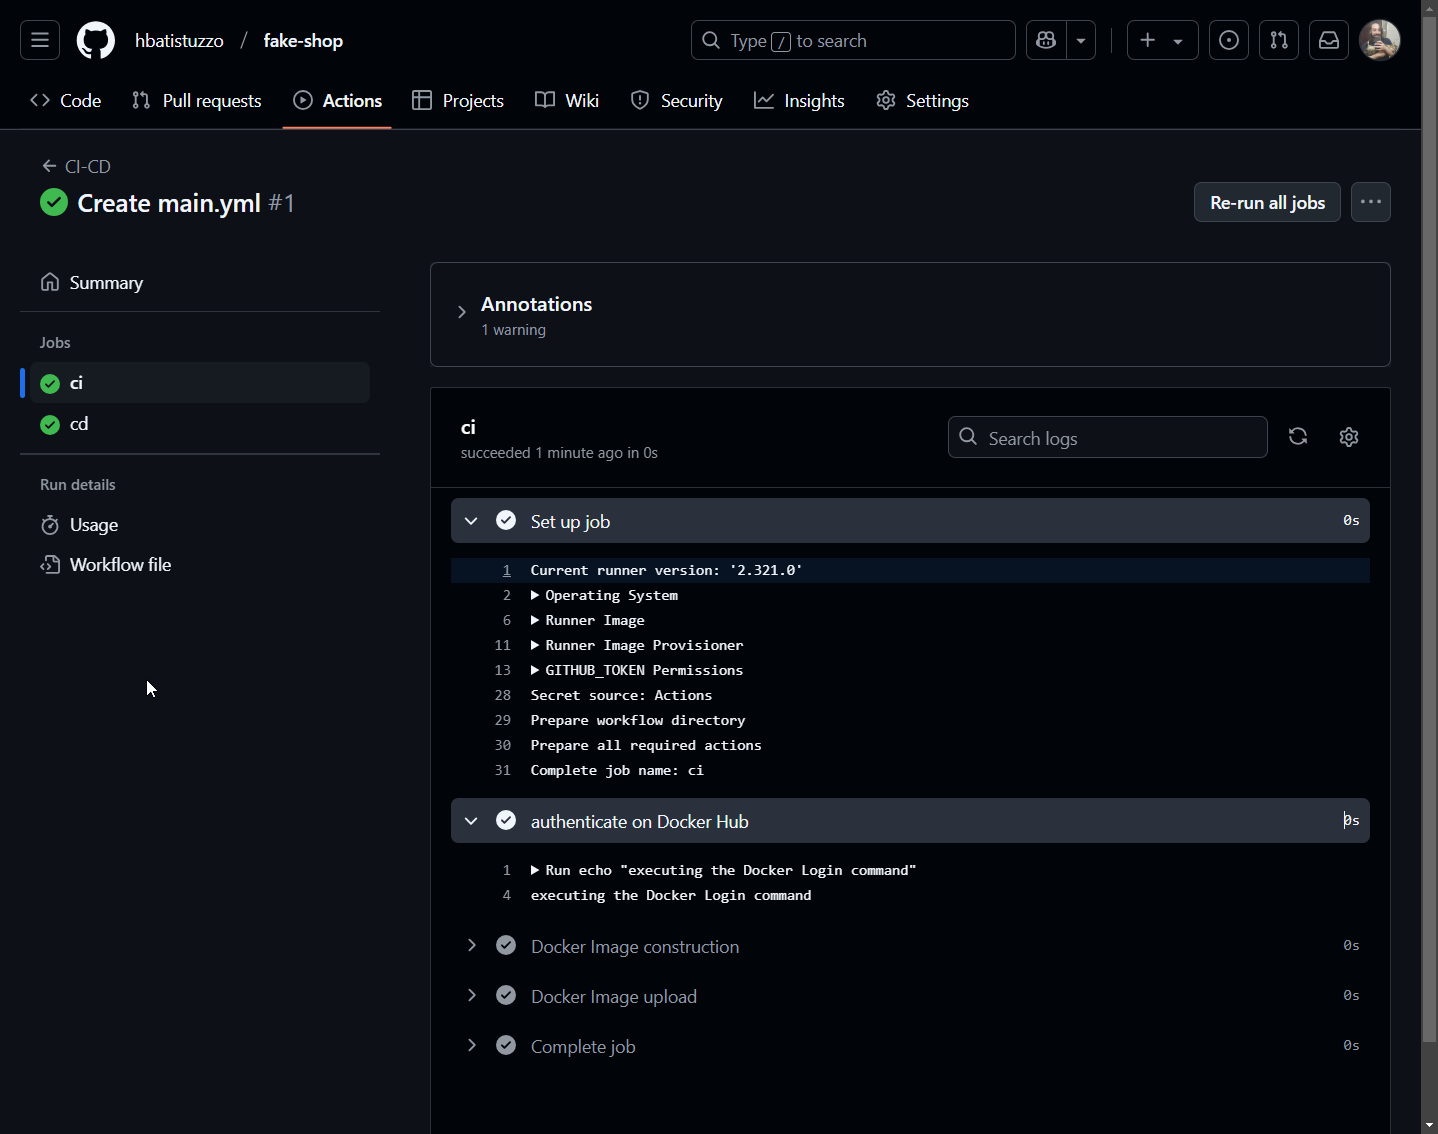 hbatistuzzo / fake-shop
Type / to search
Code
Pull requests
Actions
Projects
Wiki
Security
Insights
Settings
← CI-CD
Create main.yml #1
Re-run all jobs
Summary
Jobs
ci
cd
Run details
Usage
Workflow file
Annotations
1 warning
ci
succeeded 1 minute ago in 0s
Search logs
Set up job 0s
1 Current runner version: '2.321.0'
2 ▶ Operating System
6 ▶ Runner Image
11 ▶ Runner Image Provisioner
13 ▶ GITHUB_TOKEN Permissions
28 Secret source: Actions
29 Prepare workflow directory
30 Prepare all required actions
31 Complete job name: ci
authenticate on Docker Hub 0s
1 ▶ Run echo "executing the Docker Login command"
4 executing the Docker Login command
Docker Image construction 0s
Docker Image upload 0s
Complete job 0s